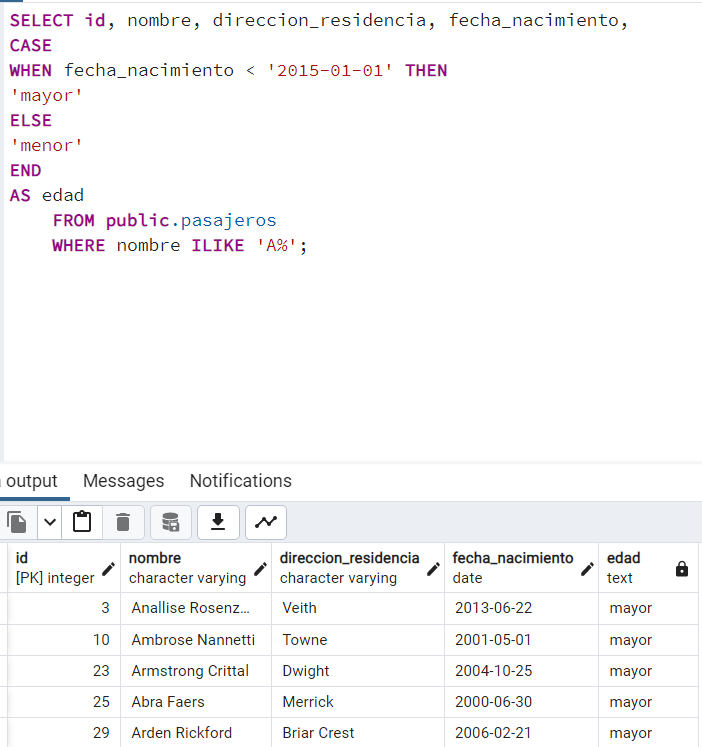 SELECT id, nombre, direccion_residencia, fecha_nacimiento,
CASE
WHEN fecha_nacimiento < '2015-01-01' THEN
'mayor'
ELSE
'menor'
END
AS edad
FROM public.pasajeros
WHERE nombre ILIKE 'A%';
output Messages Notifications
id nombre direccion_residencia fecha_nacimiento edad
[PK] integer character varying character varying date text
3 Anallise Rosenz... Veith 2013-06-22 mayor
10 Ambrose Nannetti Towne 2001-05-01 mayor
23 Armstrong Crittal Dwight 2004-10-25 mayor
25 Abra Faers Merrick 2000-06-30 mayor
29 Arden Rickford Briar Crest 2006-02-21 mayor